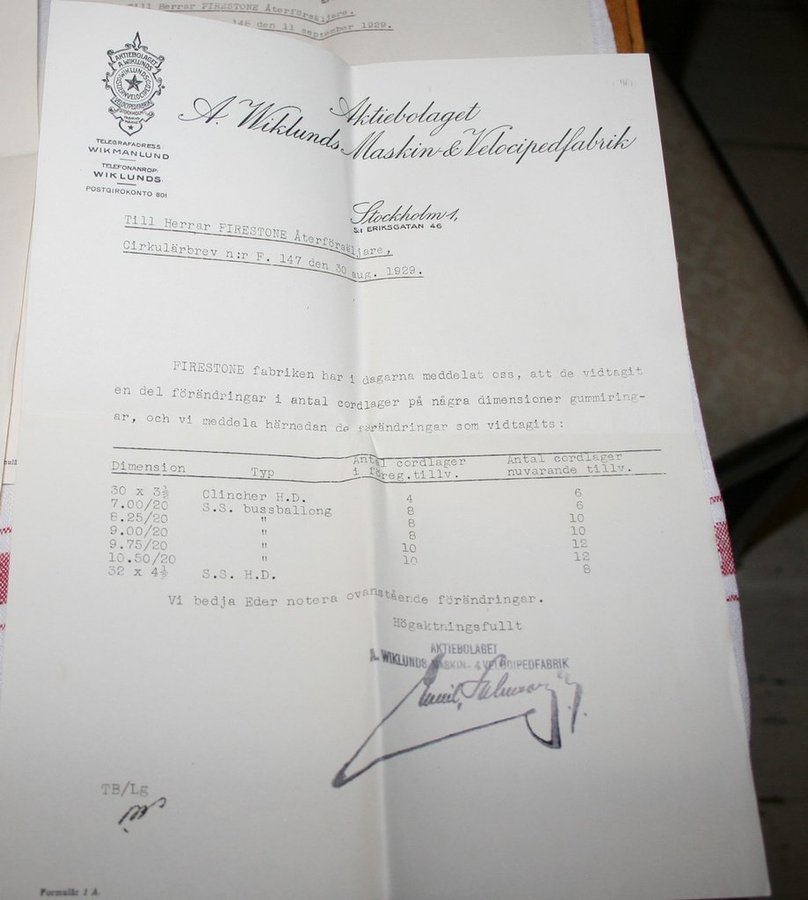 Till Herrar FIRESTONE Återförsäljare.
146 den 11 september 1929.
AKTIEBOLAGET
A. WIKLUNDS
TELEGRAFADRESS:
WIKMANLUND
TELEFONANROP:
WIKLUNDS.
POSTGIROKONTO 801
Aktiebolaget
A. Wiklunds Maskin- & Velocipedfabrik
Stockholm 1,
S:T ERIKSGATAN 46
Till Herrar FIRESTONE Återförsäljare,
Cirkulärbrev n:r F. 147 den 30 aug. 1929.
FIRESTONE fabriken har i dagarna meddelat oss, att de vidtagit
en del förändringar i antal cordlager på några dimensioner gummiring-
ar, och vi meddela härnedan de förändringar som vidtagits:
Dimension Typ Antal cordlager i föreg.tillv. Antal cordlager nuvarande tillv.
30 x 3½ Clincher H.D. 4 6
7.00/20 S.S. bussballong 8 6
8.25/20 " 8 10
9.00/20 " 8 10
9.75/20 " 10 12
10.50/20 10 12
32 x 4½ S.S. H.D. 8
Vi bedja Eder notera ovanstående förändringar.
Högaktningsfullt
AKTIEBOLAGET
A. WIKLUNDS MASKIN- & VELOCIPEDFABRIK
TB/Lg
Formulär 1 A.